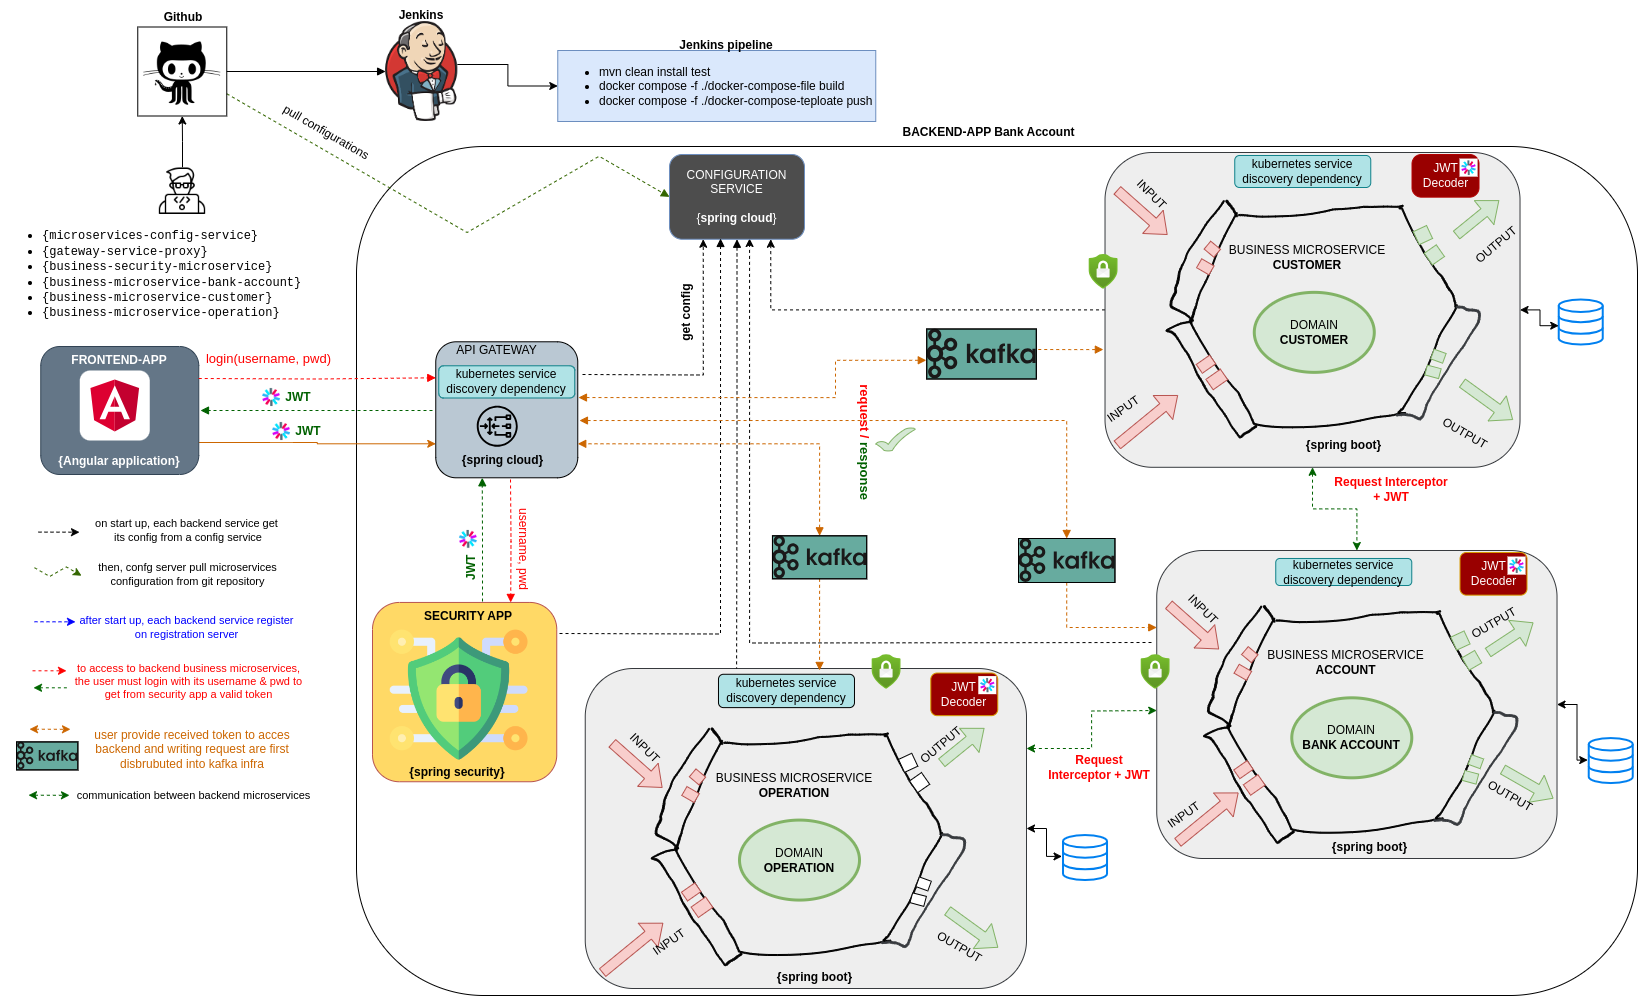 Github
Jenkins
Jenkins pipeline
mvn clean install test
docker compose -f ./docker-compose-file build
docker compose -f ./docker-compose-teploate push
pull configurations
BACKEND-APP Bank Account
{microservices-config-service}
{gateway-service-proxy}
{business-security-microservice}
{business-microservice-bank-account}
{business-microservice-customer}
{business-microservice-operation}
CONFIGURATION
SERVICE
{spring cloud}
get config
FRONTEND-APP
{Angular application}
login(username, pwd)
JWT
JWT
API GATEWAY
kubernetes service
discovery dependency
{spring cloud}
JWT
username, pwd
SECURITY APP
{spring security}
kafka
kafka
kafka
request / response
kubernetes service
discovery dependency
JWT
Decoder
INPUT
OUTPUT
BUSINESS MICROSERVICE
CUSTOMER
DOMAIN
CUSTOMER
INPUT
OUTPUT
{spring boot}
Request Interceptor
+ JWT
kubernetes service
discovery dependency
JWT
Decoder
INPUT
OUTPUT
BUSINESS MICROSERVICE
ACCOUNT
DOMAIN
BANK ACCOUNT
INPUT
OUTPUT
{spring boot}
Request
Interceptor + JWT
kubernetes service
discovery dependency
JWT
Decoder
INPUT
OUTPUT
BUSINESS MICROSERVICE
OPERATION
DOMAIN
OPERATION
INPUT
OUTPUT
{spring boot}
on start up, each backend service get
its config from a config service
then, confg server pull microservices
configuration from git repository
after start up, each backend service register
on registration server
to access to backend business microservices,
the user must login with its username & pwd to
get from security app a valid token
kafka
user provide received token to acces
backend and writing request are first
disbrubuted into kafka infra
communication between backend microservices